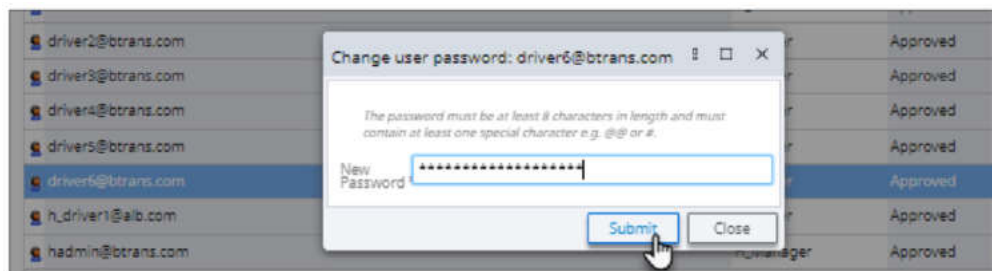 driver2@btrans.com Approved
Change user password: driver6@btrans.com
driver3@btrans.com Approved
The password must be at least 8 characters in length and must
contain at least one special character e.g. @@ or #.
driver4@btrans.com Approved
driver5@btrans.com Approved
New
Password * *******************
driver6@btrans.com Approved
h_driver1@alb.com Approved
Submit Close
hadmin@btrans.com Approved